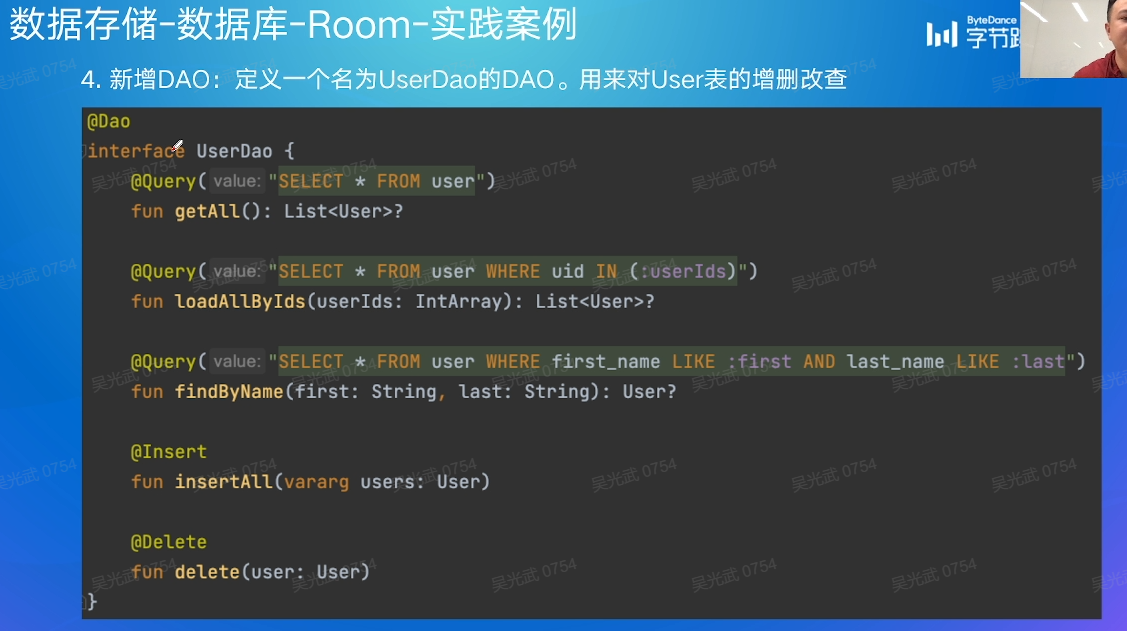 数据存储-数据库-Room-实践案例
ByteDance
字节
4. 新增DAO：定义一个名为UserDao的DAO。用来对User表的增删改查
@Dao
interface UserDao {
@Query( value: "SELECT * FROM user")
fun getAll(): List<User>?
@Query( value: "SELECT * FROM user WHERE uid IN (:userIds)")
fun loadAllByIds(userIds: IntArray): List<User>?
@Query( value: "SELECT * FROM user WHERE first_name LIKE :first AND last_name LIKE :last")
fun findByName(first: String, last: String): User?
@Insert
fun insertAll(vararg users: User)
@Delete
fun delete(user: User)
}
吴光武 0754